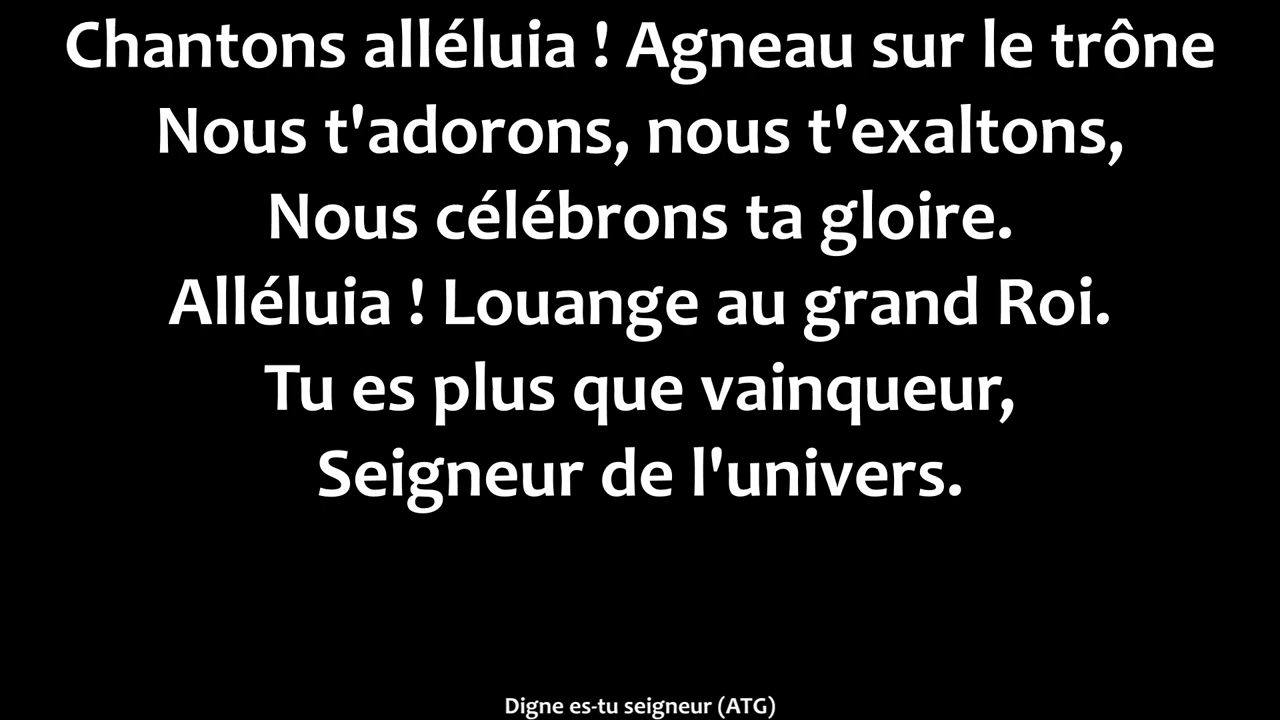 Chantons alléluia ! Agneau sur le trône
Nous t'adorons, nous t'exaltons,
Nous célébrons ta gloire.
Alléluia ! Louange au grand Roi.
Tu es plus que vainqueur,
Seigneur de l'univers.
Digne es-tu seigneur (ATG)